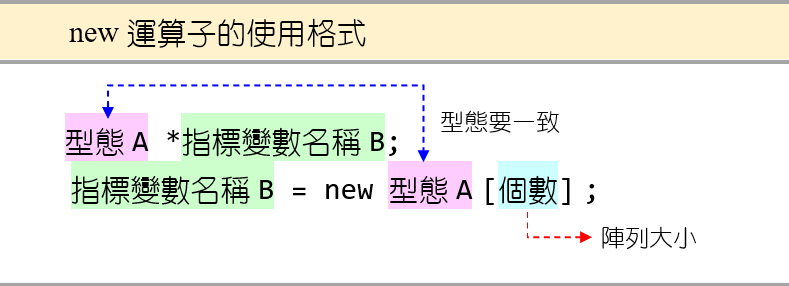 new 運算子的使用格式
型態要一致
型態 A *指標變數名稱 B;
指標變數名稱 B = new 型態 A [個數] ;
陣列大小